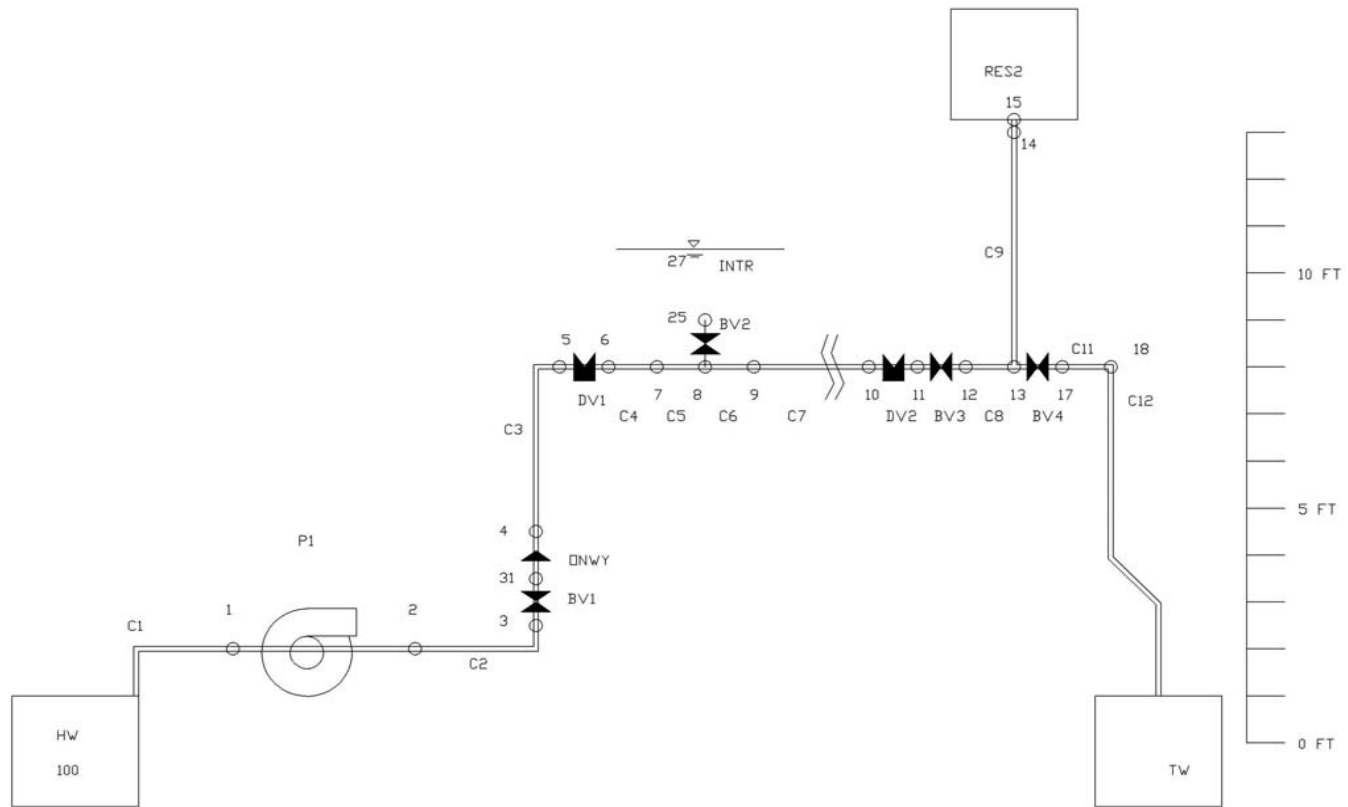 RES2
15
14
C9
10 FT
27 INTR
25 BV2
5 6
C11 18
DV1 7 8 9 10 11 12 13 17
C4 C5 C6 C7 DV2 BV3 C8 BV4
C12
C3
5 FT
4
P1
ONWY
31
BV1
1 2 3
C1
C2
HW
100
TW
0 FT